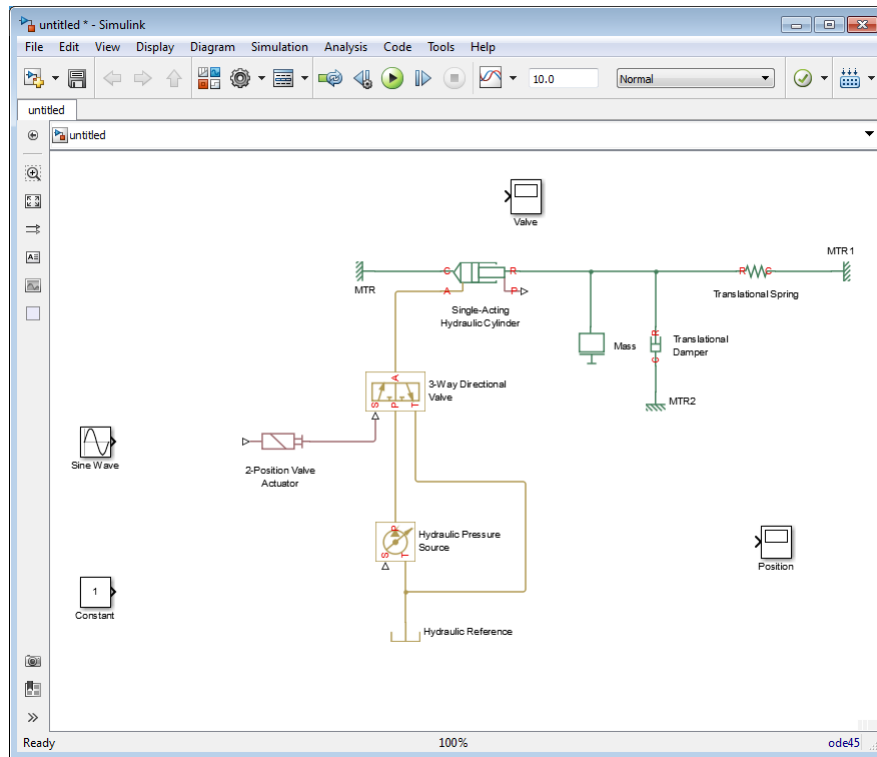 untitled * - Simulink
File Edit View Display Diagram Simulation Analysis Code Tools Help
10.0 Normal
untitled
untitled
Valve
MTR1
C R
MTR
R C
A P
Translational Spring
Single-Acting
Hydraulic Cylinder
R
Mass
Translational
Damper
C
A
3-Way Directional
Valve
S P T
MTR2
Sine Wave
2-Position Valve
Actuator
P
Hydraulic Pressure
Source
S T
Position
1
Constant
Hydraulic Reference
Ready 100% ode45